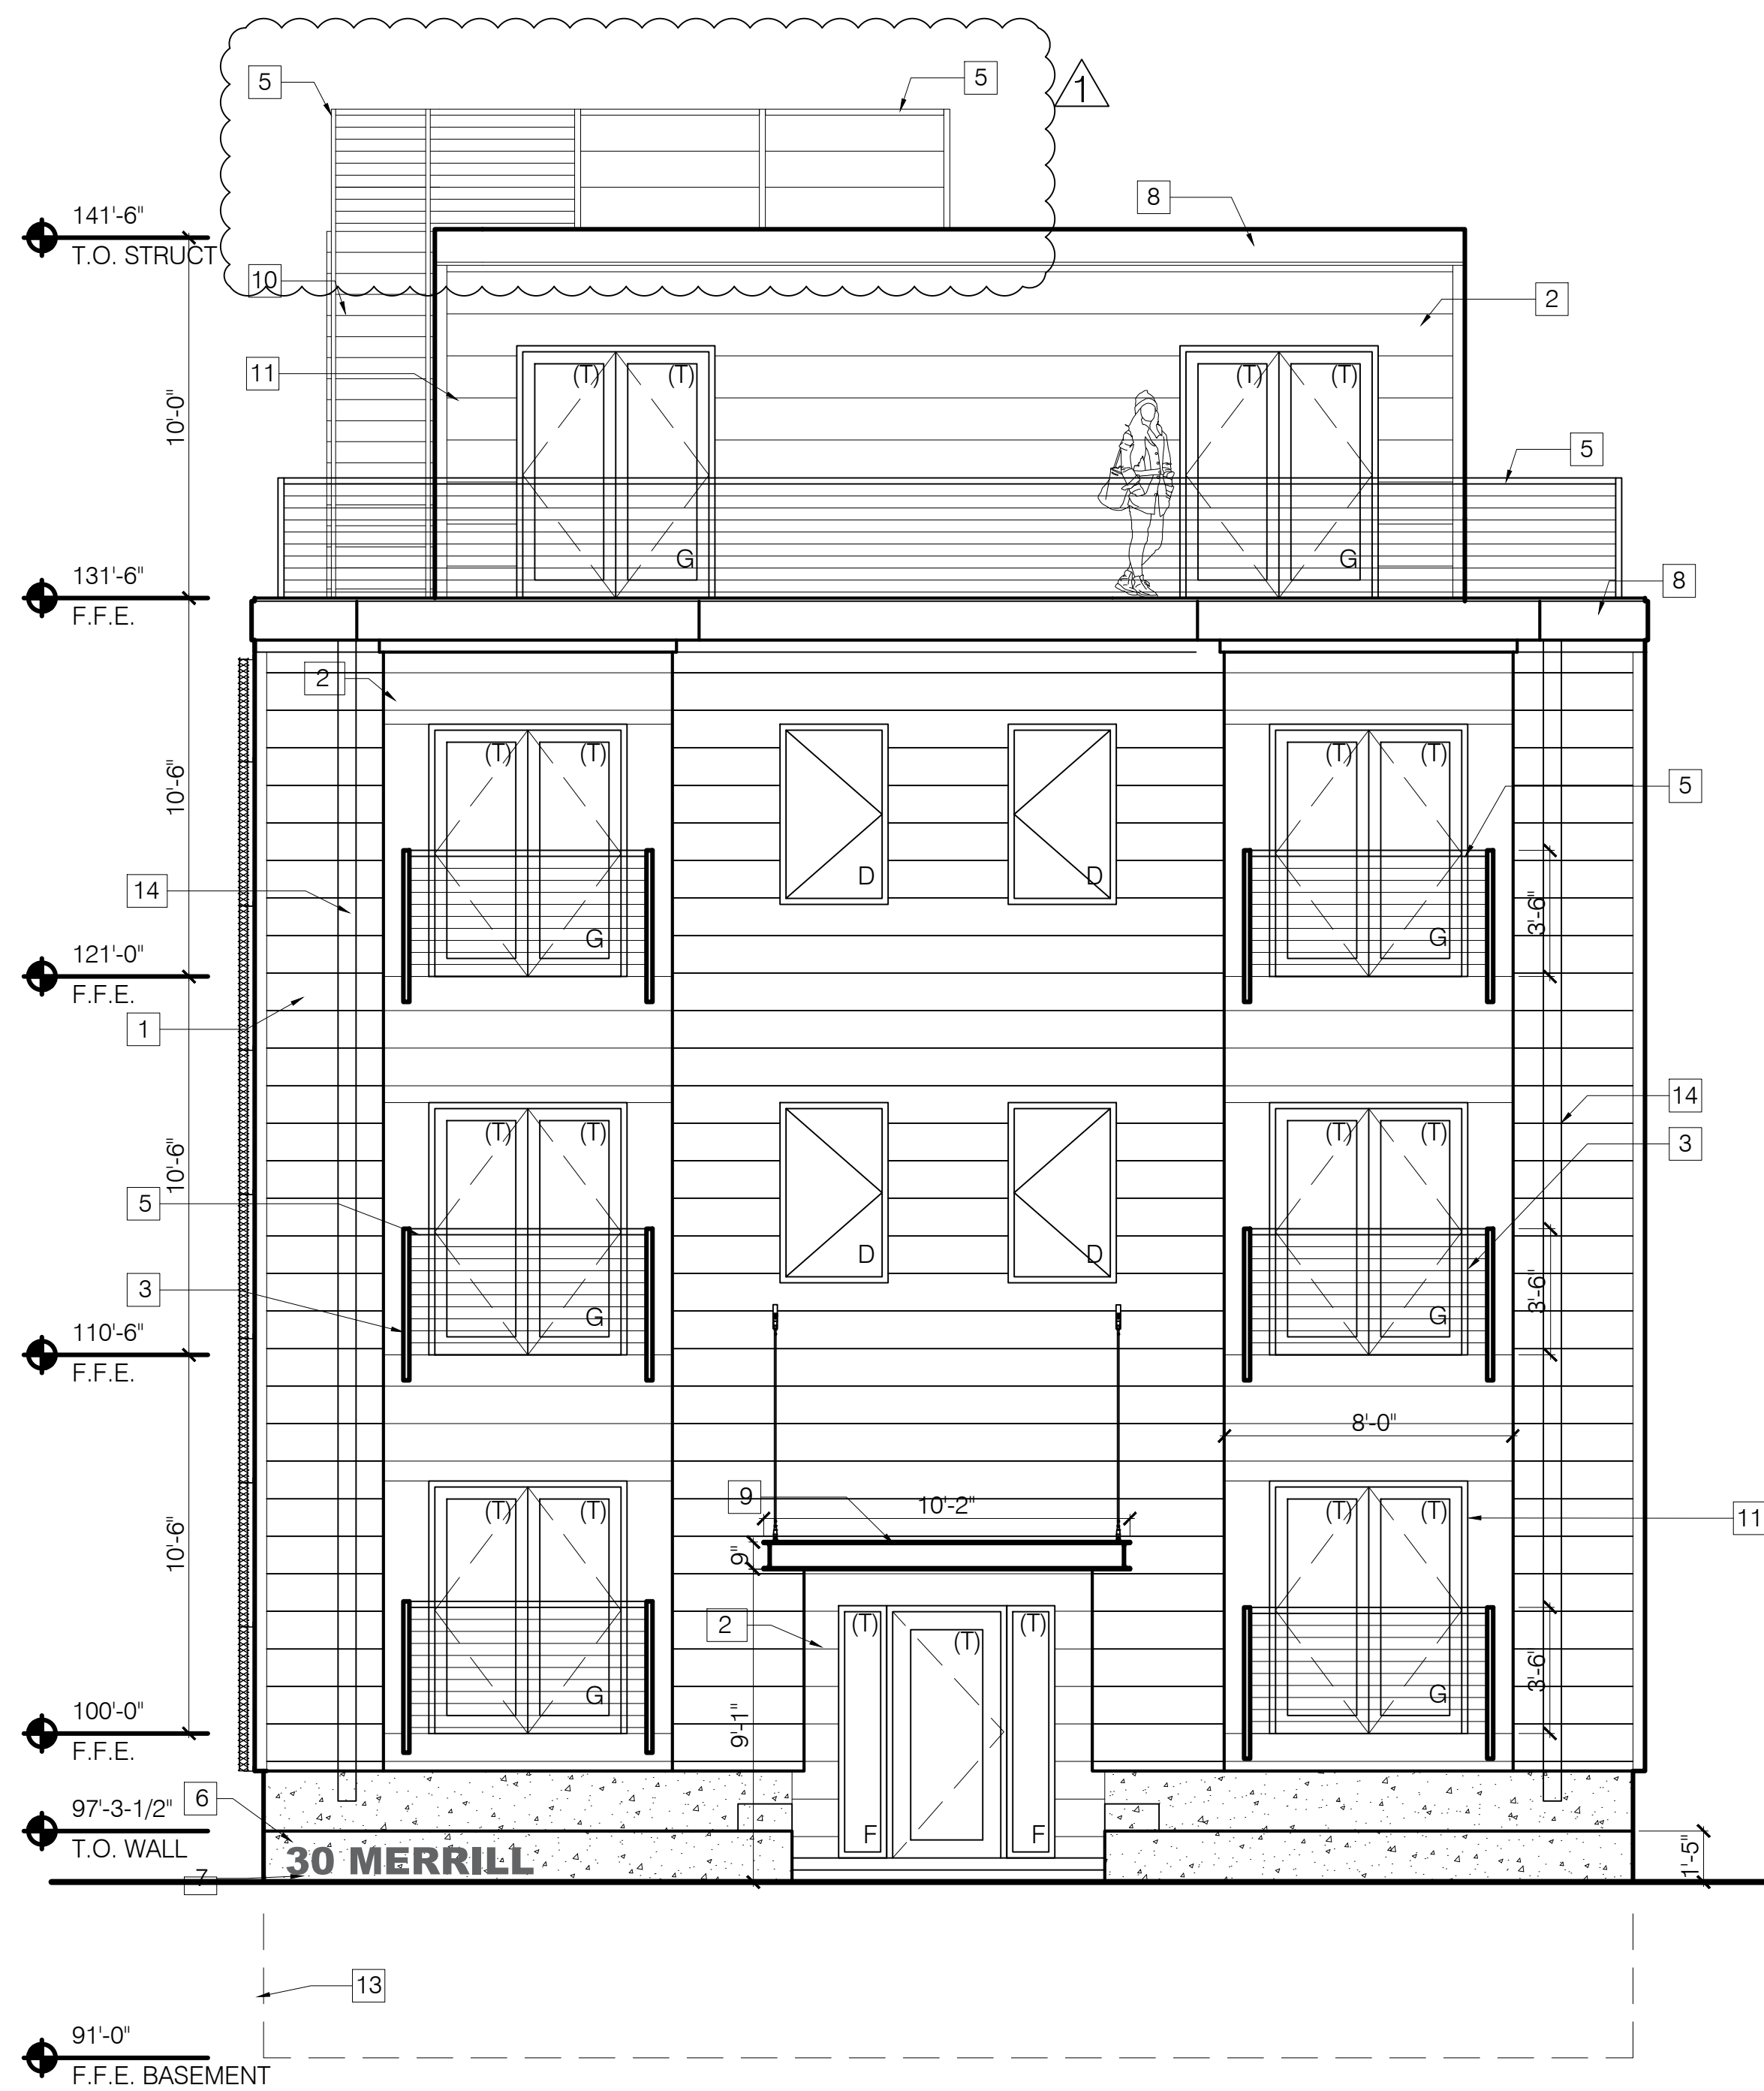 5
5
1
8
141'-6"
T.O. STRUCT
10
2
11
(T) (T) (T) (T)
10'-0"
5
G G
131'-6"
F.F.E.
8
2
(T) (T) (T) (T)
10'-6"
5
D D
14
3'-6"
G G
121'-0"
F.F.E.
1
14
(T) (T) (T) (T)
3
10'-6"
5
D D
3
3'-6"
G G
110'-6"
F.F.E.
8'-0"
9
10'-2"
(T) (T) (T) (T)
11
10'-6"
9"
2
(T) (T) (T)
3'-6"
G G
100'-0"
F.F.E.
9'-1"
6
97'-3-1/2"
T.O. WALL
F F
1'-5"
30 MERRILL
7
13
91'-0"
F.F.E. BASEMENT